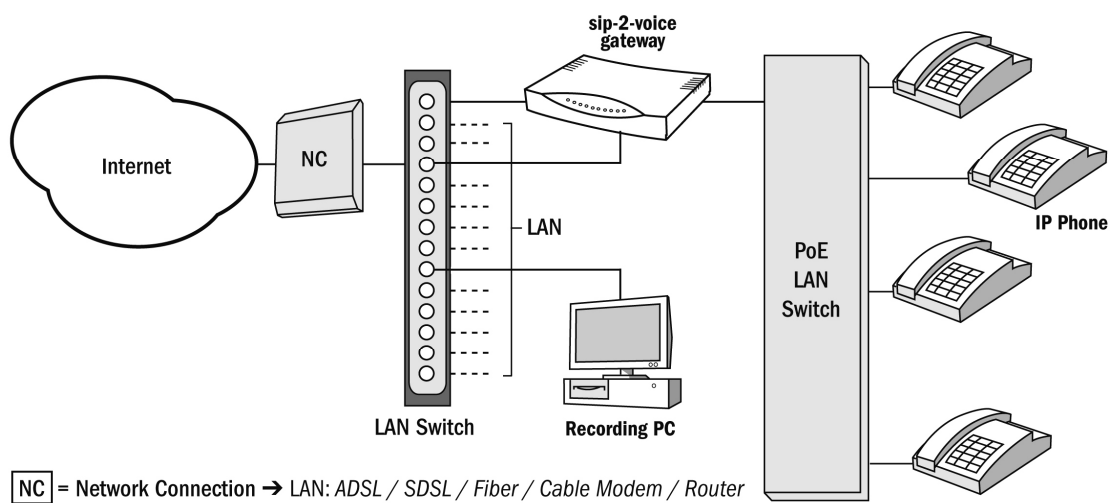 sip-2-voice
gateway
Internet
NC
LAN
IP Phone
PoE
LAN
Switch
LAN Switch
Recording PC
NC = Network Connection ➔ LAN: ADSL / SDSL / Fiber / Cable Modem / Router